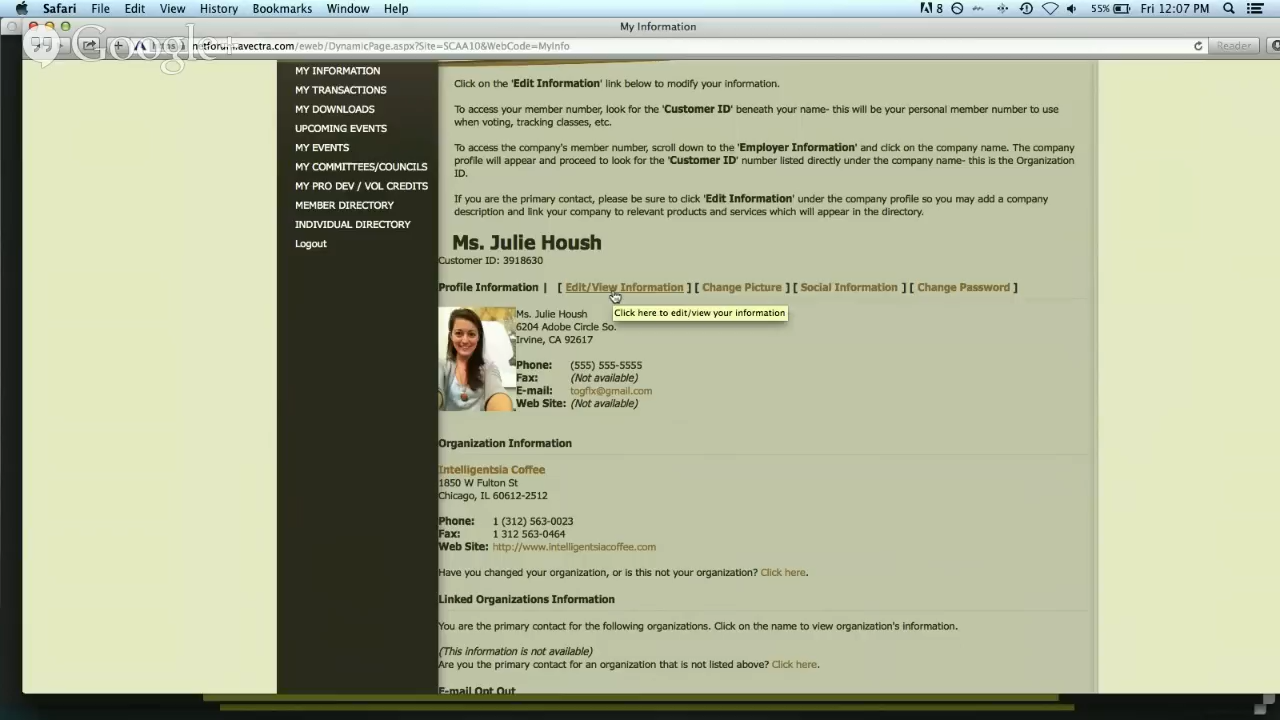 Safari File Edit View History Bookmarks Window Help 8 55% Fri 12:07 PM
My Information
Google+
netforum.avectra.com/eweb/DynamicPage.aspx?Site=SCAA10&WebCode=MyInfo Reader
MY INFORMATION
MY TRANSACTIONS
MY DOWNLOADS
UPCOMING EVENTS
MY EVENTS
MY COMMITTEES/COUNCILS
MY PRO DEV / VOL CREDITS
MEMBER DIRECTORY
INDIVIDUAL DIRECTORY
Logout
Click on the 'Edit Information' link below to modify your information.
To access your member number, look for the 'Customer ID' beneath your name- this will be your personal member number to use
when voting, tracking classes, etc.
To access the company's member number, scroll down to the 'Employer Information' and click on the company name. The company
profile will appear and proceed to look for the 'Customer ID' number listed directly under the company name- this is the Organization
ID.
If you are the primary contact, please be sure to click 'Edit Information' under the company profile so you may add a company
description and link your company to relevant products and services which will appear in the directory.
Ms. Julie Housh
Customer ID: 3918630
Profile Information | [ Edit/View Information ] [ Change Picture ] [ Social Information ] [ Change Password ]
Click here to edit/view your information
Ms. Julie Housh
6204 Adobe Circle So.
Irvine, CA 92617
Phone: (555) 555-5555
Fax: (Not available)
E-mail: togflx@gmail.com
Web Site: (Not available)
Organization Information
Intelligentsia Coffee
1850 W Fulton St
Chicago, IL 60612-2512
Phone: 1 (312) 563-0023
Fax: 1 312 563-0464
Web Site: http://www.intelligentsiacoffee.com
Have you changed your organization, or is this not your organization? Click here.
Linked Organizations Information
You are the primary contact for the following organizations. Click on the name to view organization's information.
(This information is not available)
Are you the primary contact for an organization that is not listed above? Click here.
E-mail Opt Out